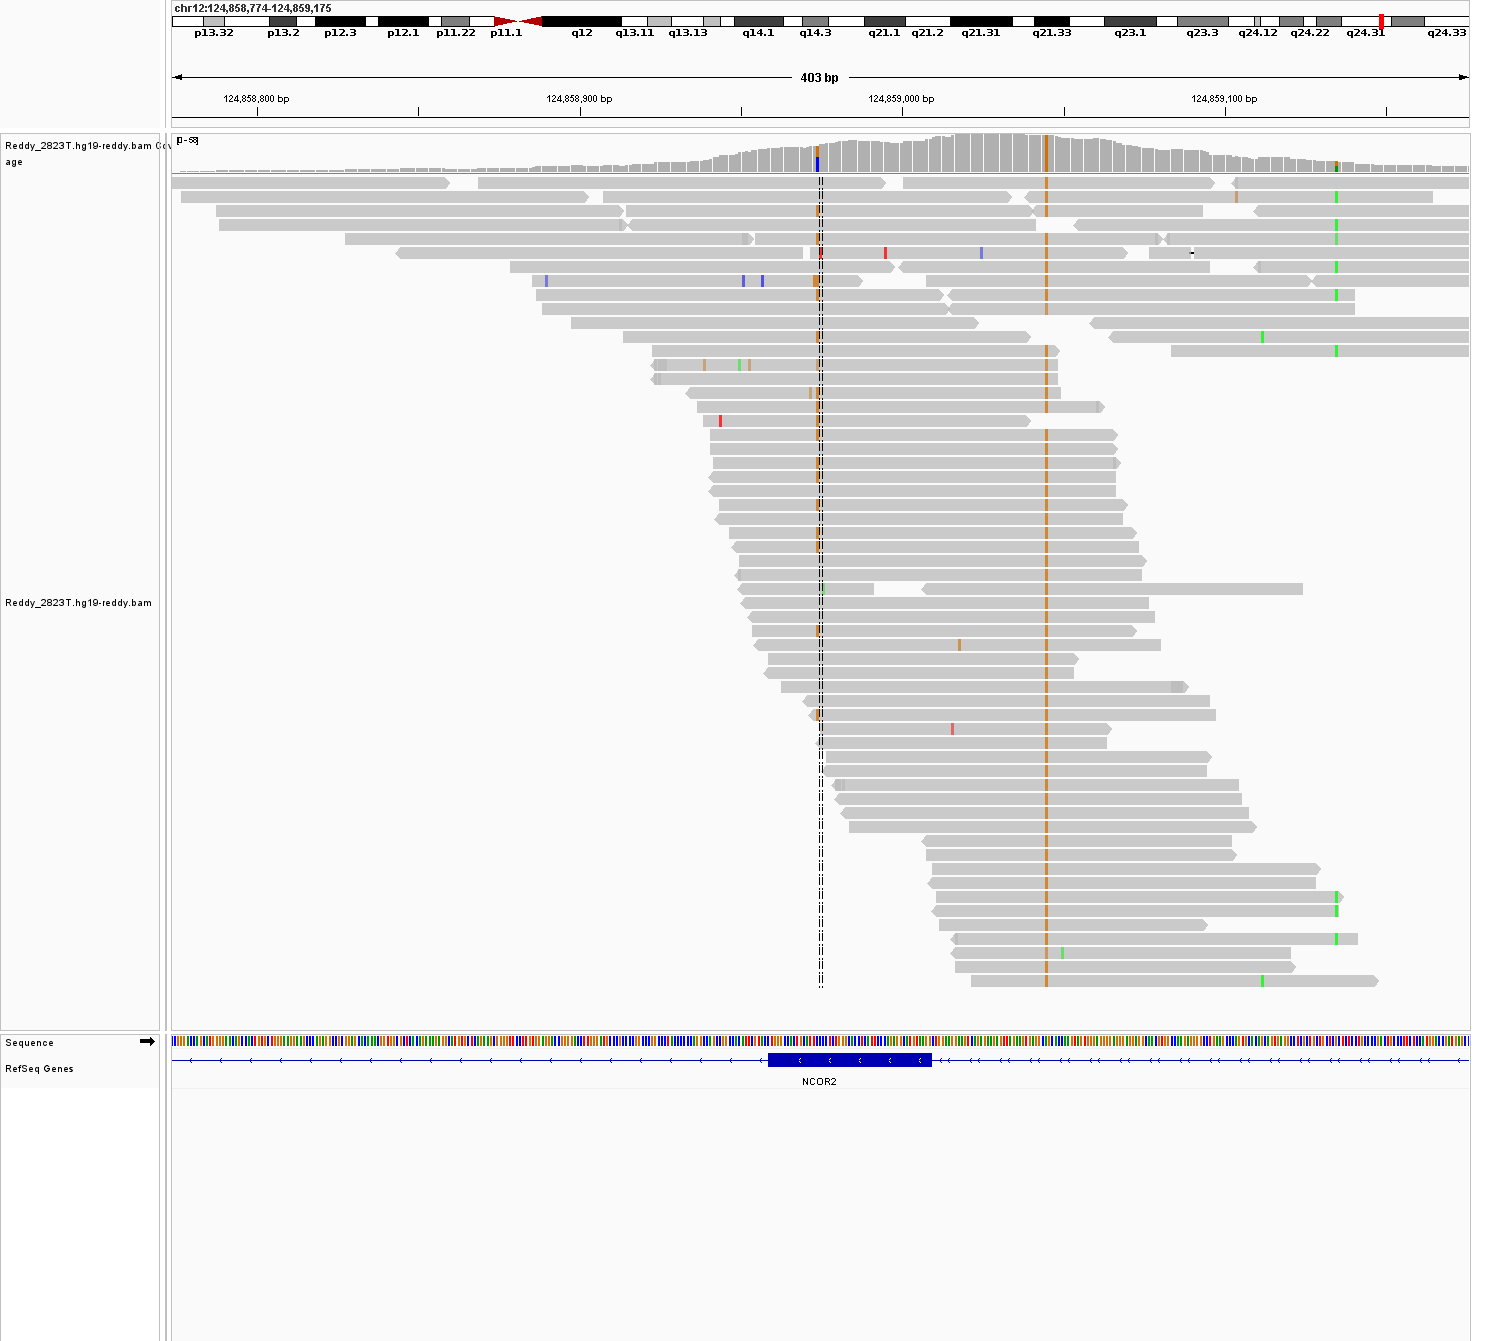 chr12:124,858,774-124,859,175
p13.32 p13.2 p12.3 p12.1 p11.22 p11.1 q12 q13.11 q13.13 q14.1 q14.3 q21.1 q21.2 q21.31 q21.33 q23.1 q23.3 q24.12 q24.22 q24.31 q24.33
403 bp
124,858,800 bp 124,858,900 bp 124,859,000 bp 124,859,100 bp
Reddy_2823T.hg19-reddy.bam Cov
age
[0-68]
Reddy_2823T.hg19-reddy.bam
Sequence
RefSeq Genes
NCOR2